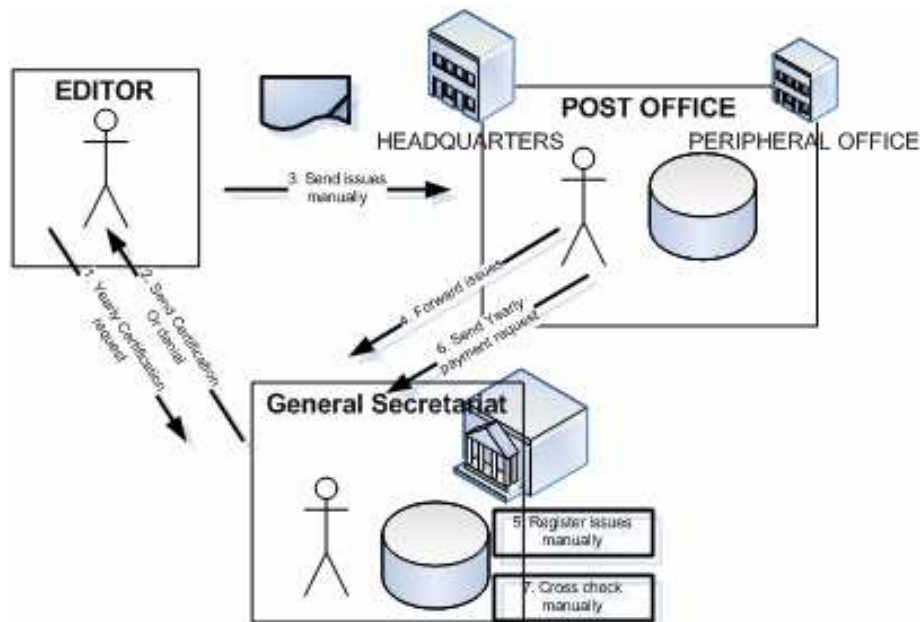 EDITOR
POST OFFICE
HEADQUARTERS
PERIPHERAL OFFICE
3. Send issues
manually
1. Yearly Certification
request
2. Send Certification
Or denial
4. Forward issues
6. Send Yearly
payment request
General Secretariat
5. Register issues
manually
7. Cross check
manually